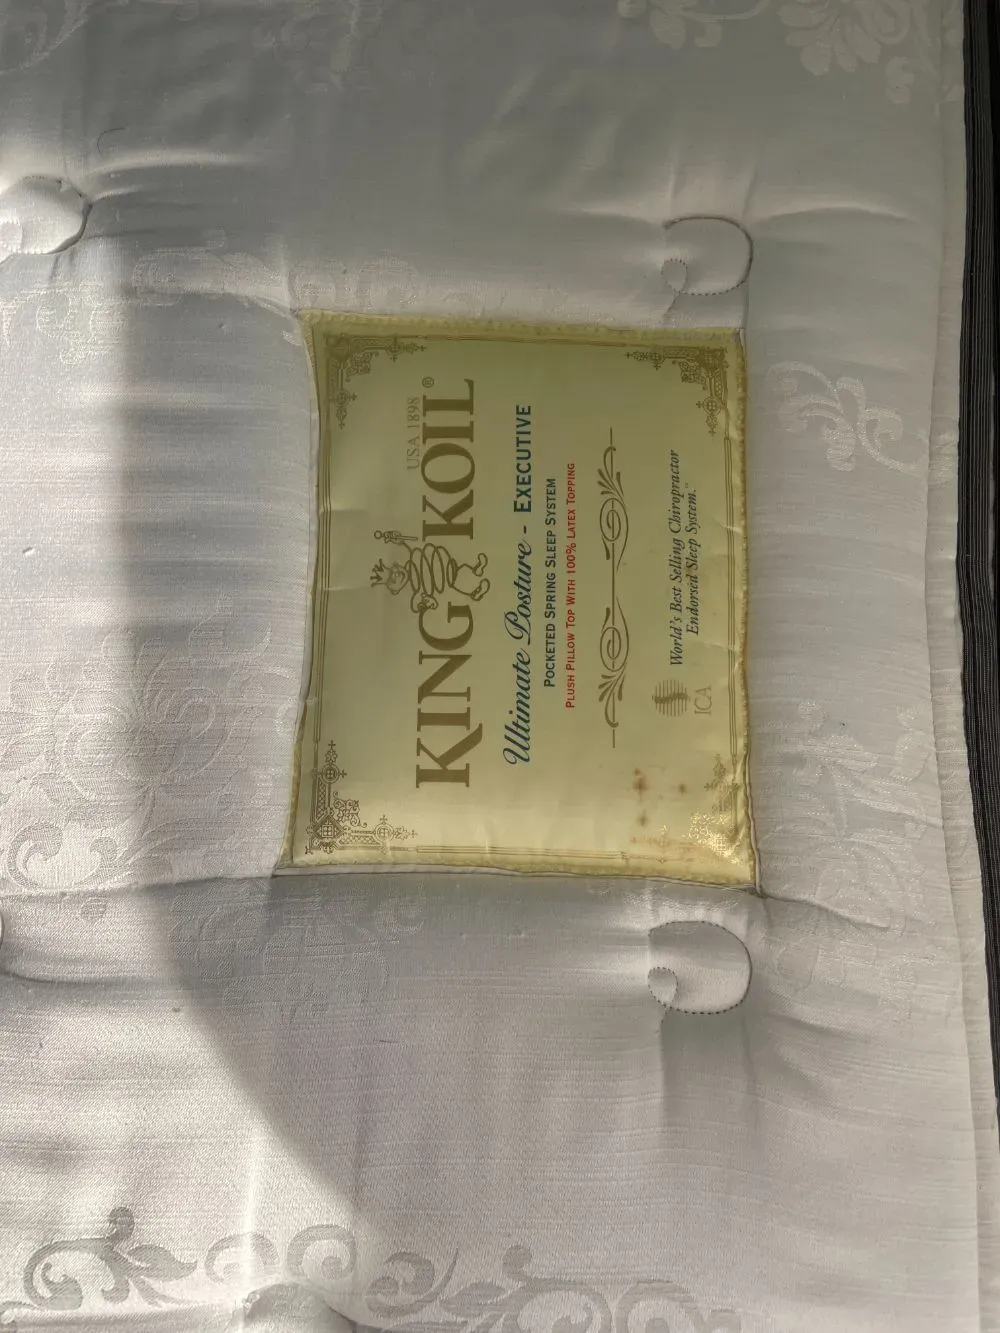 USA 1898
KING KOIL®
Ultimate Posture - EXECUTIVE
POCKETED SPRING SLEEP SYSTEM
PLUSH PILLOW TOP WITH 100% LATEX TOPPING
World's Best Selling Chiropractor
Endorsed Sleep System.™
ICA